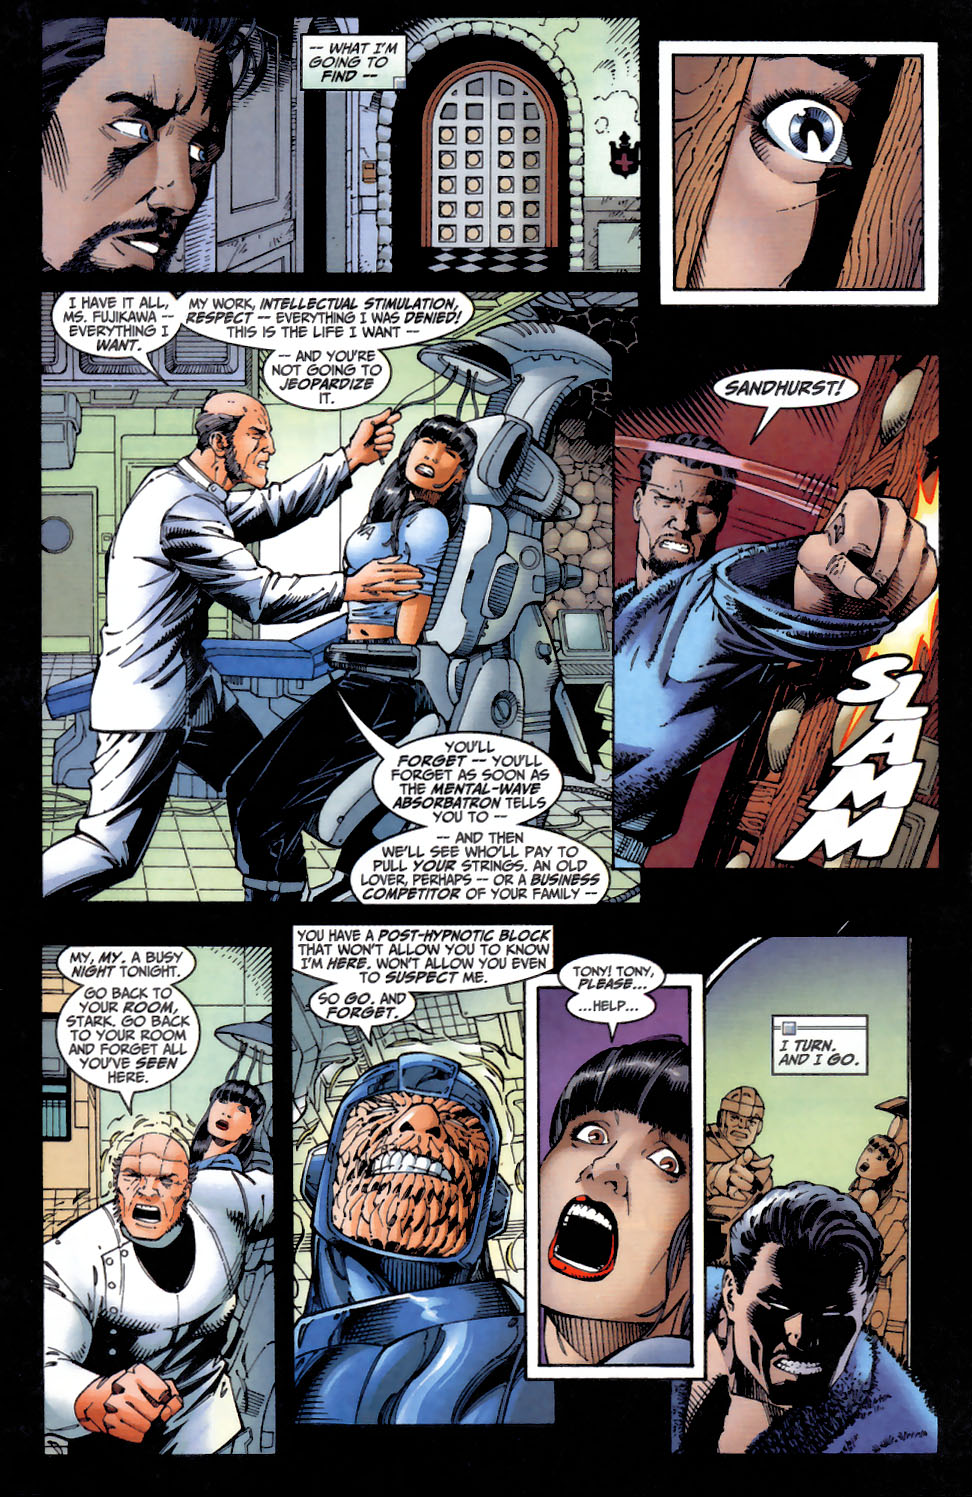 -- WHAT I'M
GOING TO
FIND --
I HAVE IT ALL,
MS. FUJIKAWA --
EVERYTHING I
WANT.
MY WORK, INTELLECTUAL STIMULATION,
RESPECT -- EVERYTHING I WAS DENIED!
THIS IS THE LIFE I WANT --
-- AND YOU'RE
NOT GOING TO
JEOPARDIZE
IT.
SANDHURST!
SLAMM
YOU'LL
FORGET -- YOU'LL
FORGET AS SOON AS
THE MENTAL-WAVE
ABSORBATRON TELLS
YOU TO --
-- AND THEN
WE'LL SEE WHO'LL PAY TO
PULL YOUR STRINGS. AN OLD
LOVER, PERHAPS -- OR A BUSINESS
COMPETITOR OF YOUR FAMILY --
MY, MY. A BUSY
NIGHT TONIGHT.
GO BACK TO
YOUR ROOM,
STARK. GO BACK
TO YOUR ROOM
AND FORGET ALL
YOU'VE SEEN
HERE.
YOU HAVE A POST-HYPNOTIC BLOCK
THAT WON'T ALLOW YOU TO KNOW
I'M HERE. WON'T ALLOW YOU EVEN
TO SUSPECT ME.
SO GO. AND
FORGET.
TONY! TONY,
PLEASE...
...HELP...
I TURN.
AND I GO.